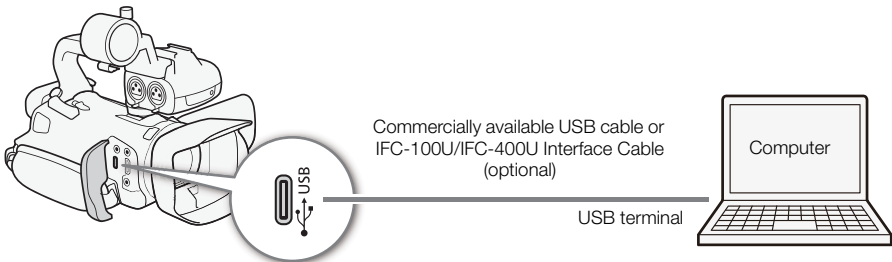 Commercially available USB cable or
IFC-100U/IFC-400U Interface Cable
(optional)
Computer
USB
USB terminal